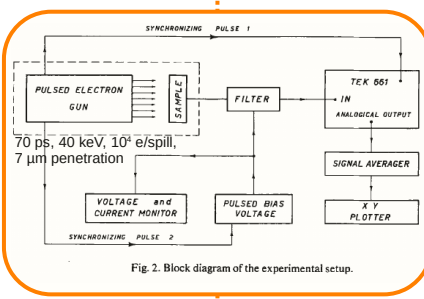 SYNCHRONIZING PULSE 1
PULSED ELECTRON
GUN
SAMPLE
FILTER
TEK 661
IN
ANALOGICAL OUTPUT
70 ps, 40 keV, 10⁴ e/spill,
7 µm penetration
SIGNAL AVERAGER
VOLTAGE and
CURRENT MONITOR
PULSED BIAS
VOLTAGE
X Y
PLOTTER
SYNCHRONIZING PULSE 2
Fig. 2. Block diagram of the experimental setup.